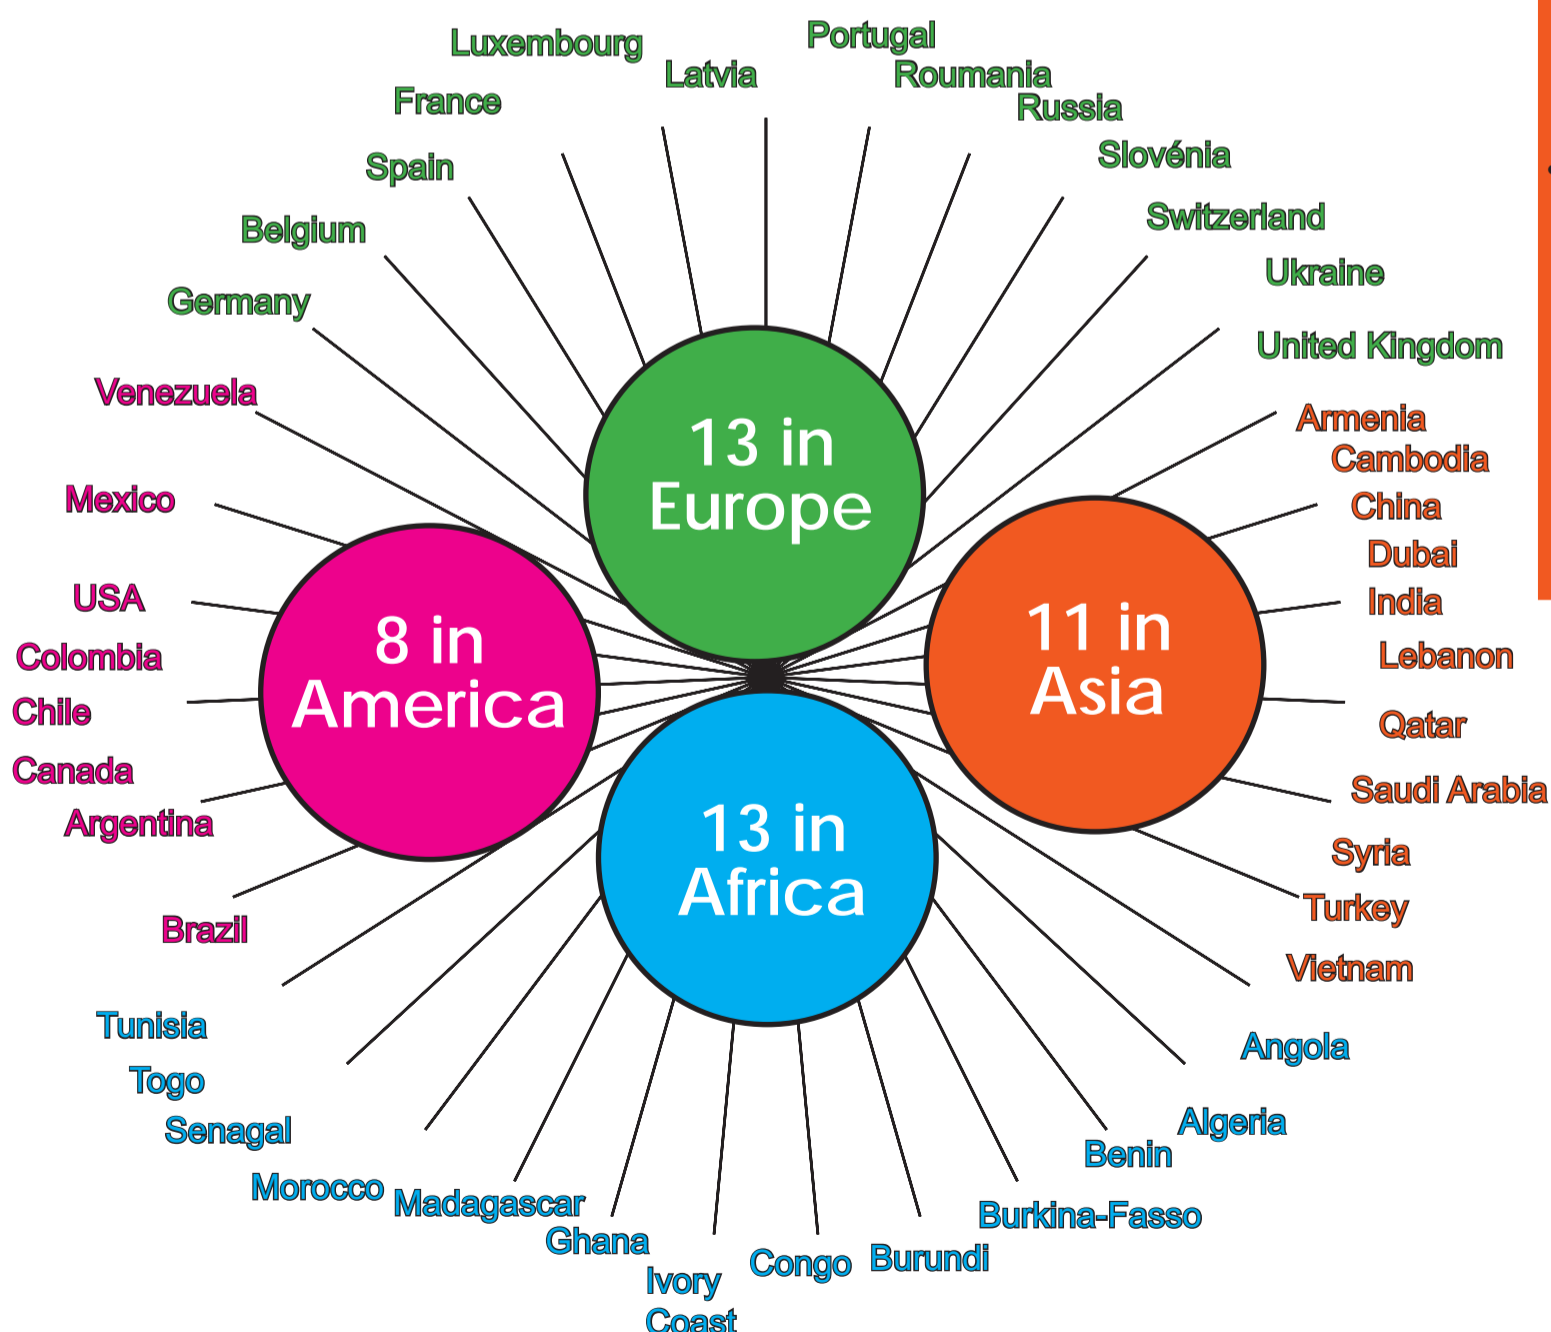 Luxembourg
Portugal
Latvia
Roumania
France
Russia
Spain
Slovénia
Belgium
Switzerland
Germany
Ukraine
United Kingdom
Venezuela
Mexico
USA
Colombia
Chile
Canada
Argentina
Brazil
13 in
Europe
8 in
America
11 in
Asia
13 in
Africa
Armenia
Cambodia
China
Dubai
India
Lebanon
Qatar
Saudi Arabia
Syria
Turkey
Vietnam
Tunisia
Togo
Senagal
Morocco
Madagascar
Ghana
Ivory
Coast
Congo
Burundi
Burkina-Fasso
Benin
Algeria
Angola